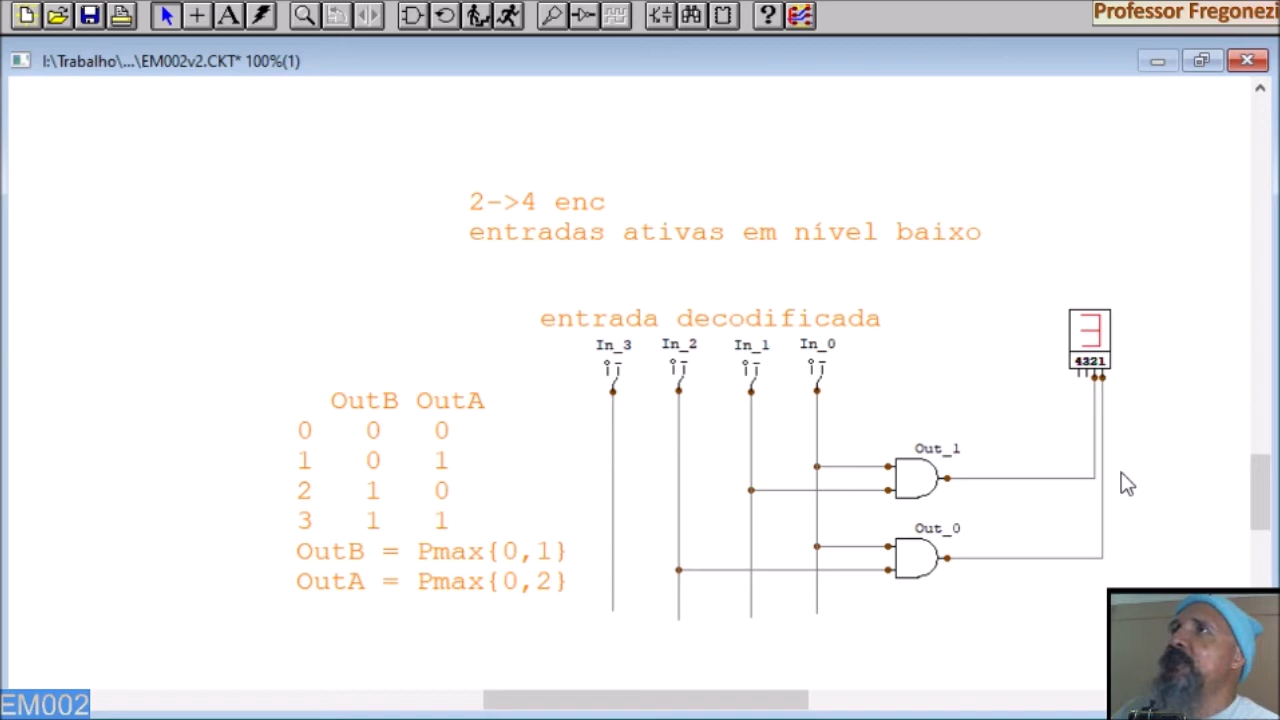 Professor Fregonezi
I:\Trabalho\...\EM002v2.CKT* 100%(1)
2->4 enc
entradas ativas em nível baixo
entrada decodificada
In_3 In_2 In_1 In_0
3
4321
OutB OutA
0 0 0
1 0 1
2 1 0
3 1 1
OutB = Pmax{0,1}
OutA = Pmax{0,2}
Out_1
Out_0
EM002